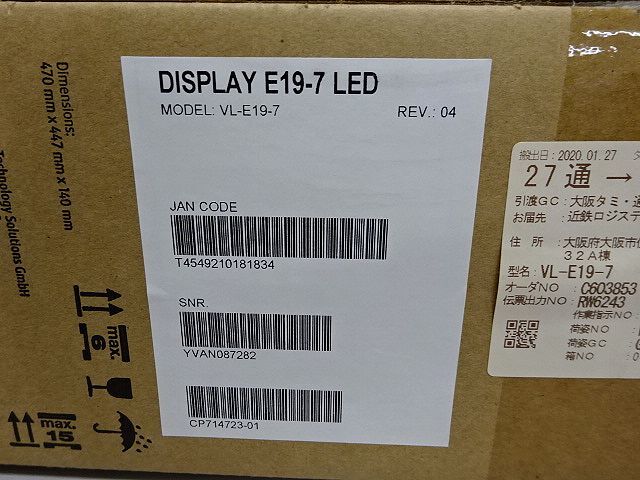 DISPLAY E19-7 LED
MODEL: VL-E19-7 REV.: 04
JAN CODE
T4549210181834
SNR.
YVAN087282
CP714723-01
Dimensions:
470 mm x 447 mm x 140 mm
Technology Solutions GmbH
max.
6
max.
15
搬出日:2020.01.27
27通→
引渡GC:大阪タミ・通
お届先:近鉄ロジステ
住所:大阪府大阪市
32A棟
型名:VL-E19-7
オーダNO:C603853
伝票出力NO:RW6243
作業指示NO:
荷姿NO:
荷姿GC:
箱NO: